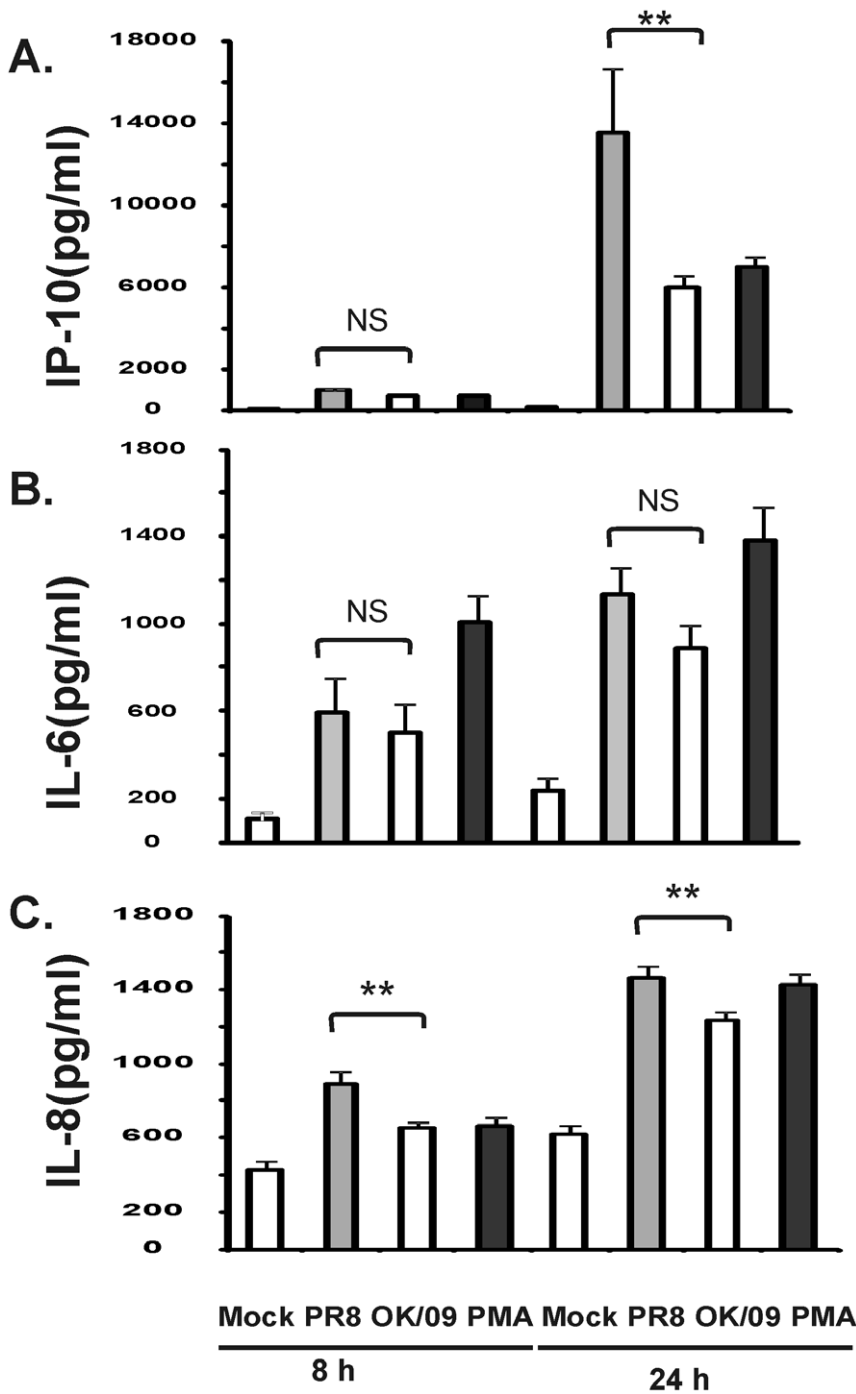 A.
IP-10(pg/ml)
18000
14000
10000
6000
2000
0
NS
**
B.
IL-6(pg/ml)
1800
1400
1000
600
200
0
NS
NS
C.
IL-8(pg/ml)
1800
1400
1000
600
200
0
**
**
Mock PR8 OK/09 PMA Mock PR8 OK/09 PMA
8 h 24 h